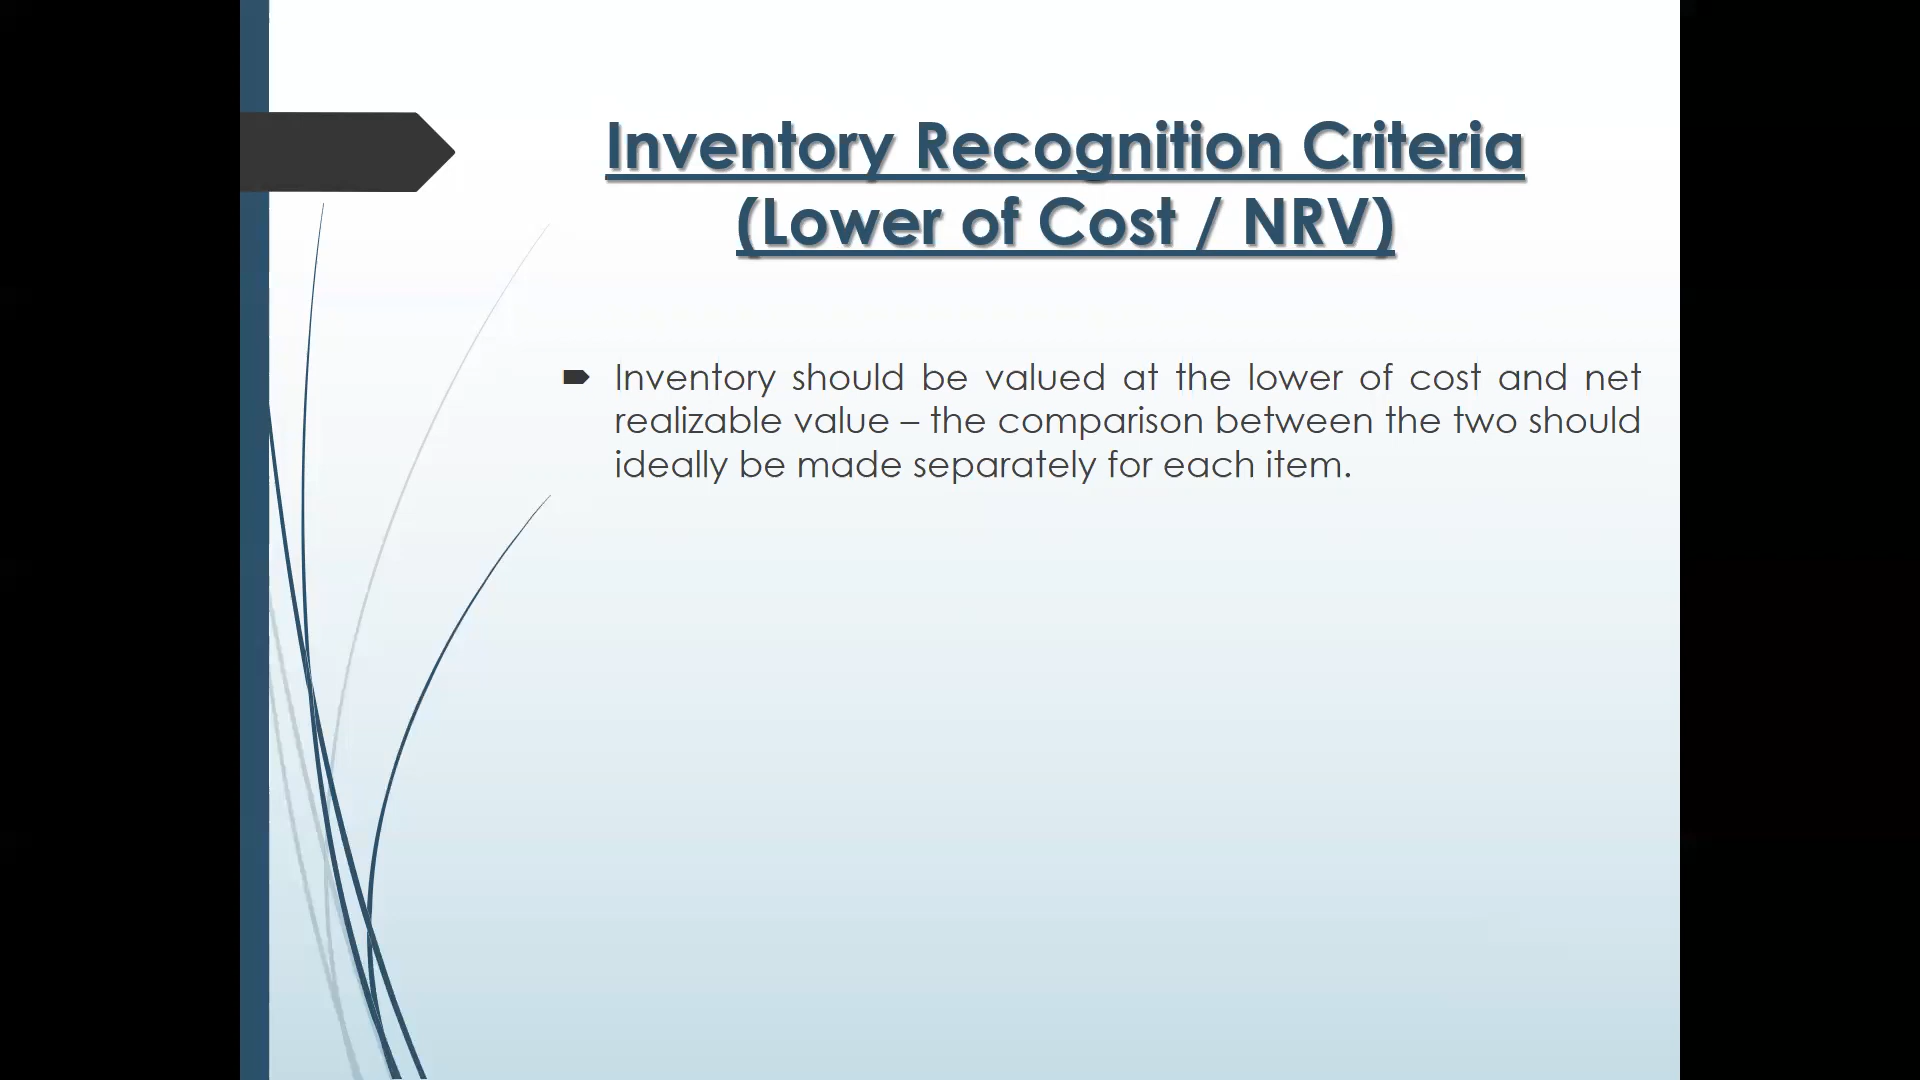 Inventory Recognition Criteria
(Lower of Cost / NRV)
Inventory should be valued at the lower of cost and net
realizable value – the comparison between the two should
ideally be made separately for each item.